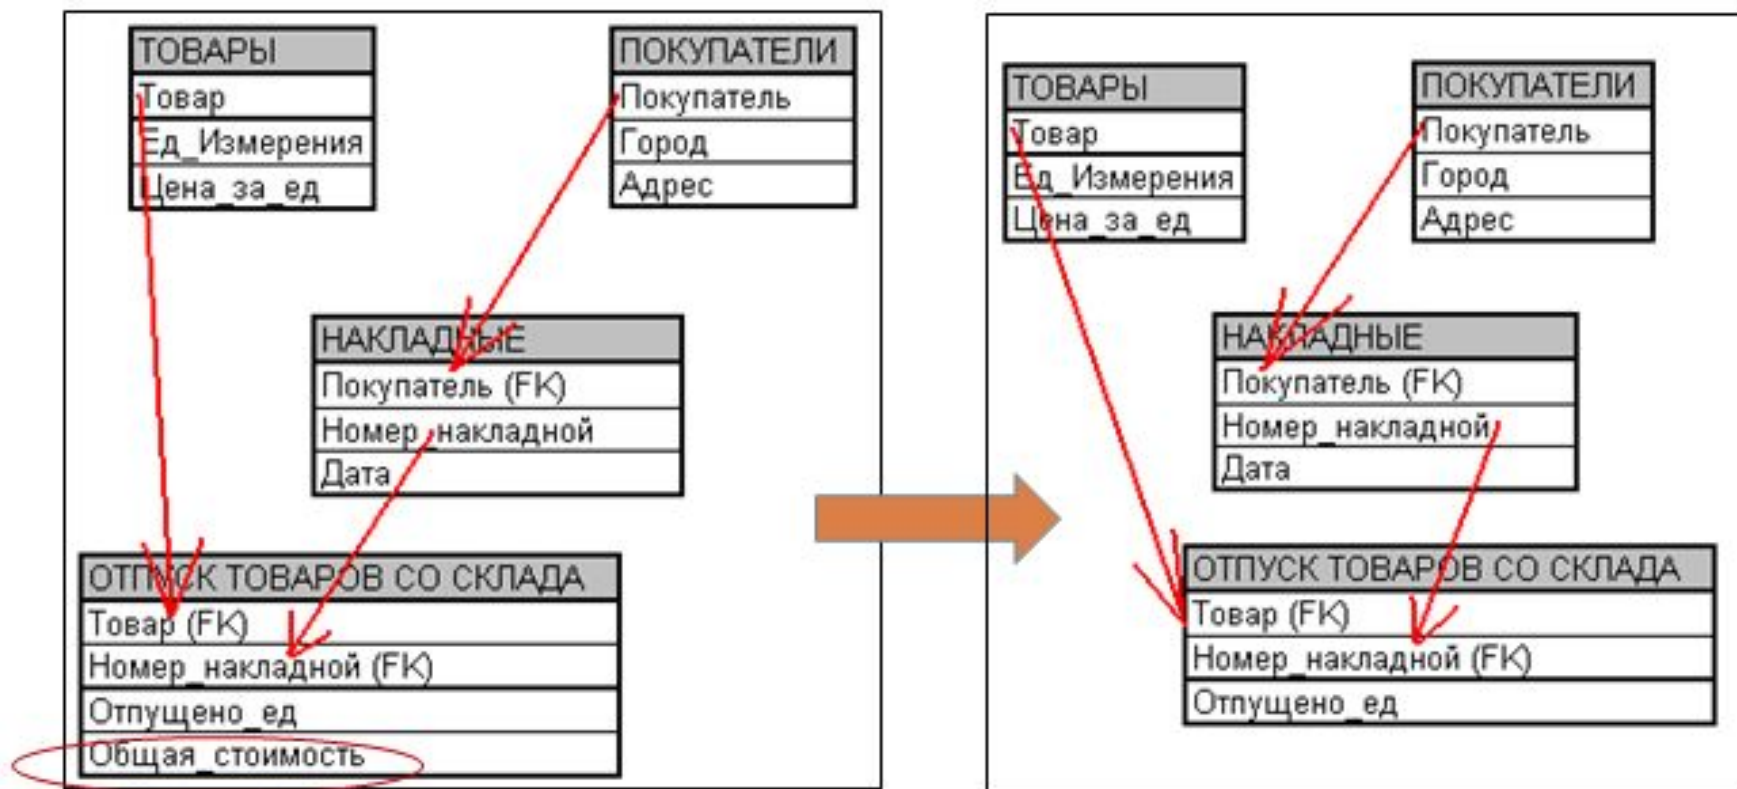 ТОВАРЫ
Товар
Ед_Измерения
Цена_за_ед
ПОКУПАТЕЛИ
Покупатель
Город
Адрес
НАКЛАДНЫЕ
Покупатель (FK)
Номер_накладной
Дата
ОТПУСК ТОВАРОВ СО СКЛАДА
Товар (FK)
Номер_накладной (FK)
Отпущено_ед
Общая_стоимость
ТОВАРЫ
Товар
Ед_Измерения
Цена_за_ед
ПОКУПАТЕЛИ
Покупатель
Город
Адрес
НАКЛАДНЫЕ
Покупатель (FK)
Номер_накладной
Дата
ОТПУСК ТОВАРОВ СО СКЛАДА
Товар (FK)
Номер_накладной (FK)
Отпущено_ед